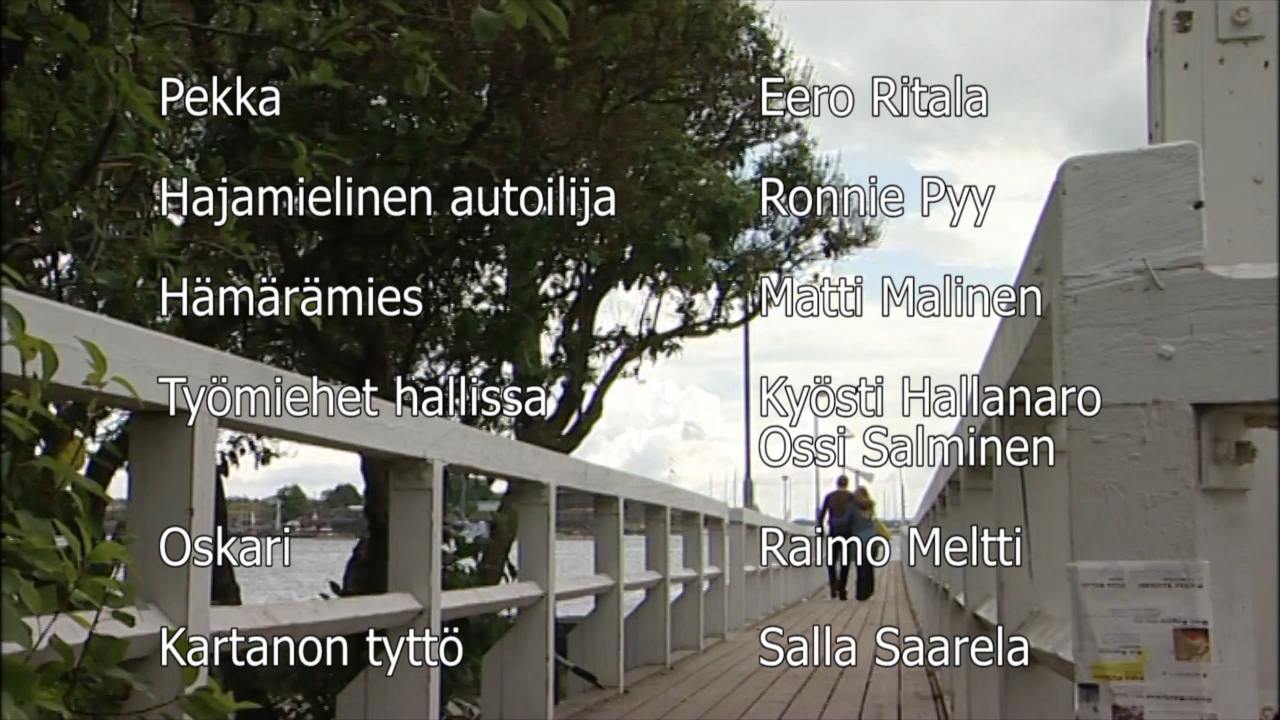 Pekka Eero Ritala
Hajamielinen autoilija Ronnie Pyy
Hämärämies Matti Malinen
Työmiehet hallissa Kyösti Hallanaro
Ossi Salminen
Oskari Raimo Meltti
Kartanon tyttö Salla Saarela